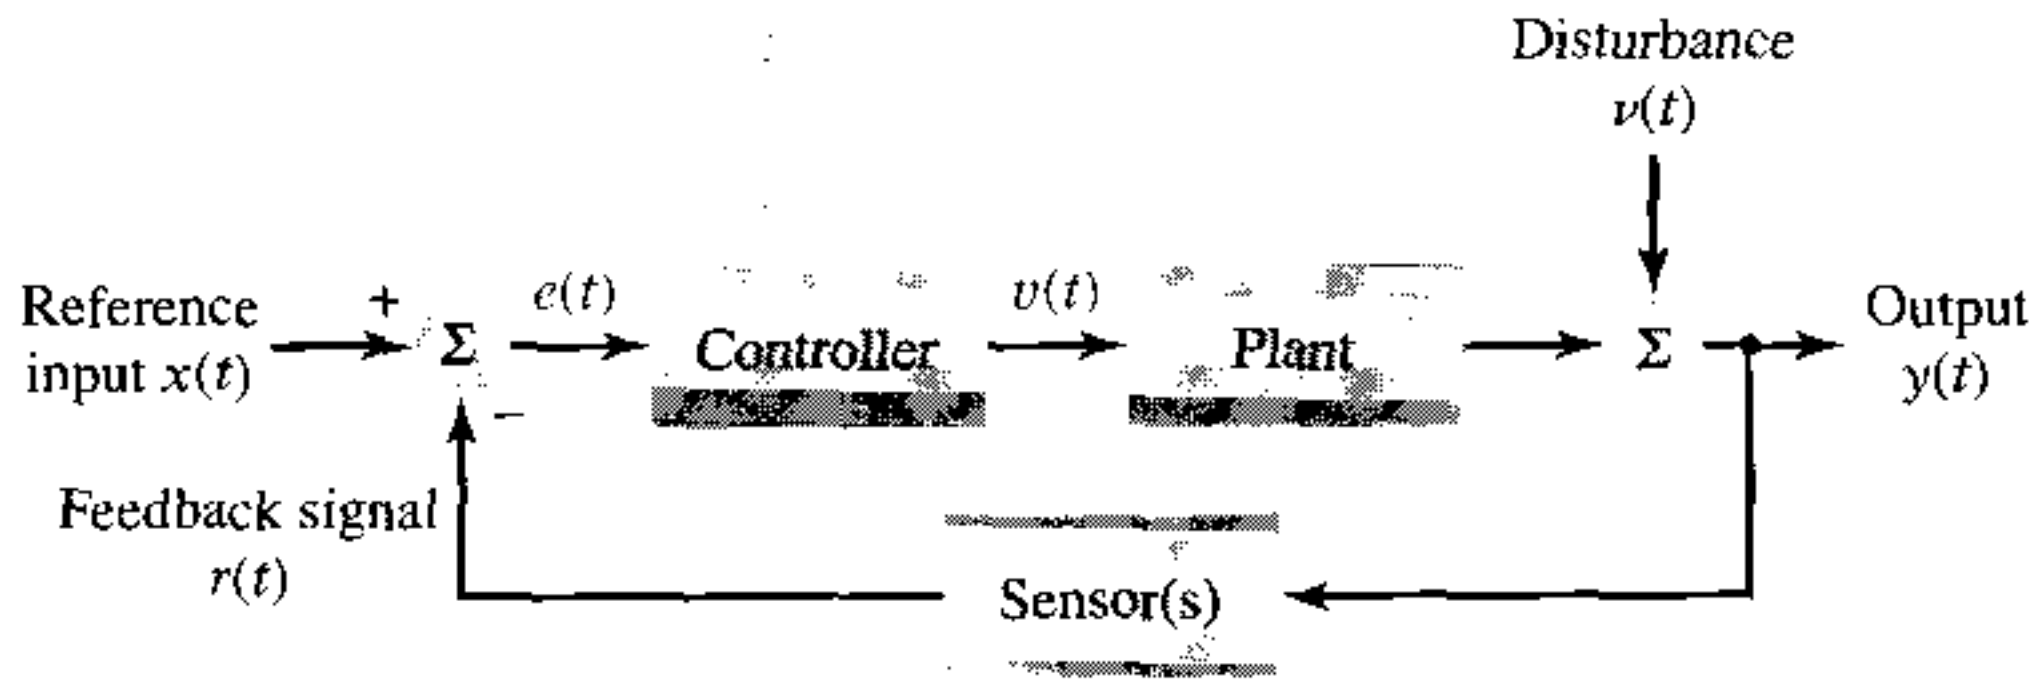 Disturbance
ν(t)
Reference
input x(t)
+
Σ
e(t)
Controller
v(t)
Plant
Σ
Output
y(t)
−
Feedback signal
r(t)
Sensor(s)